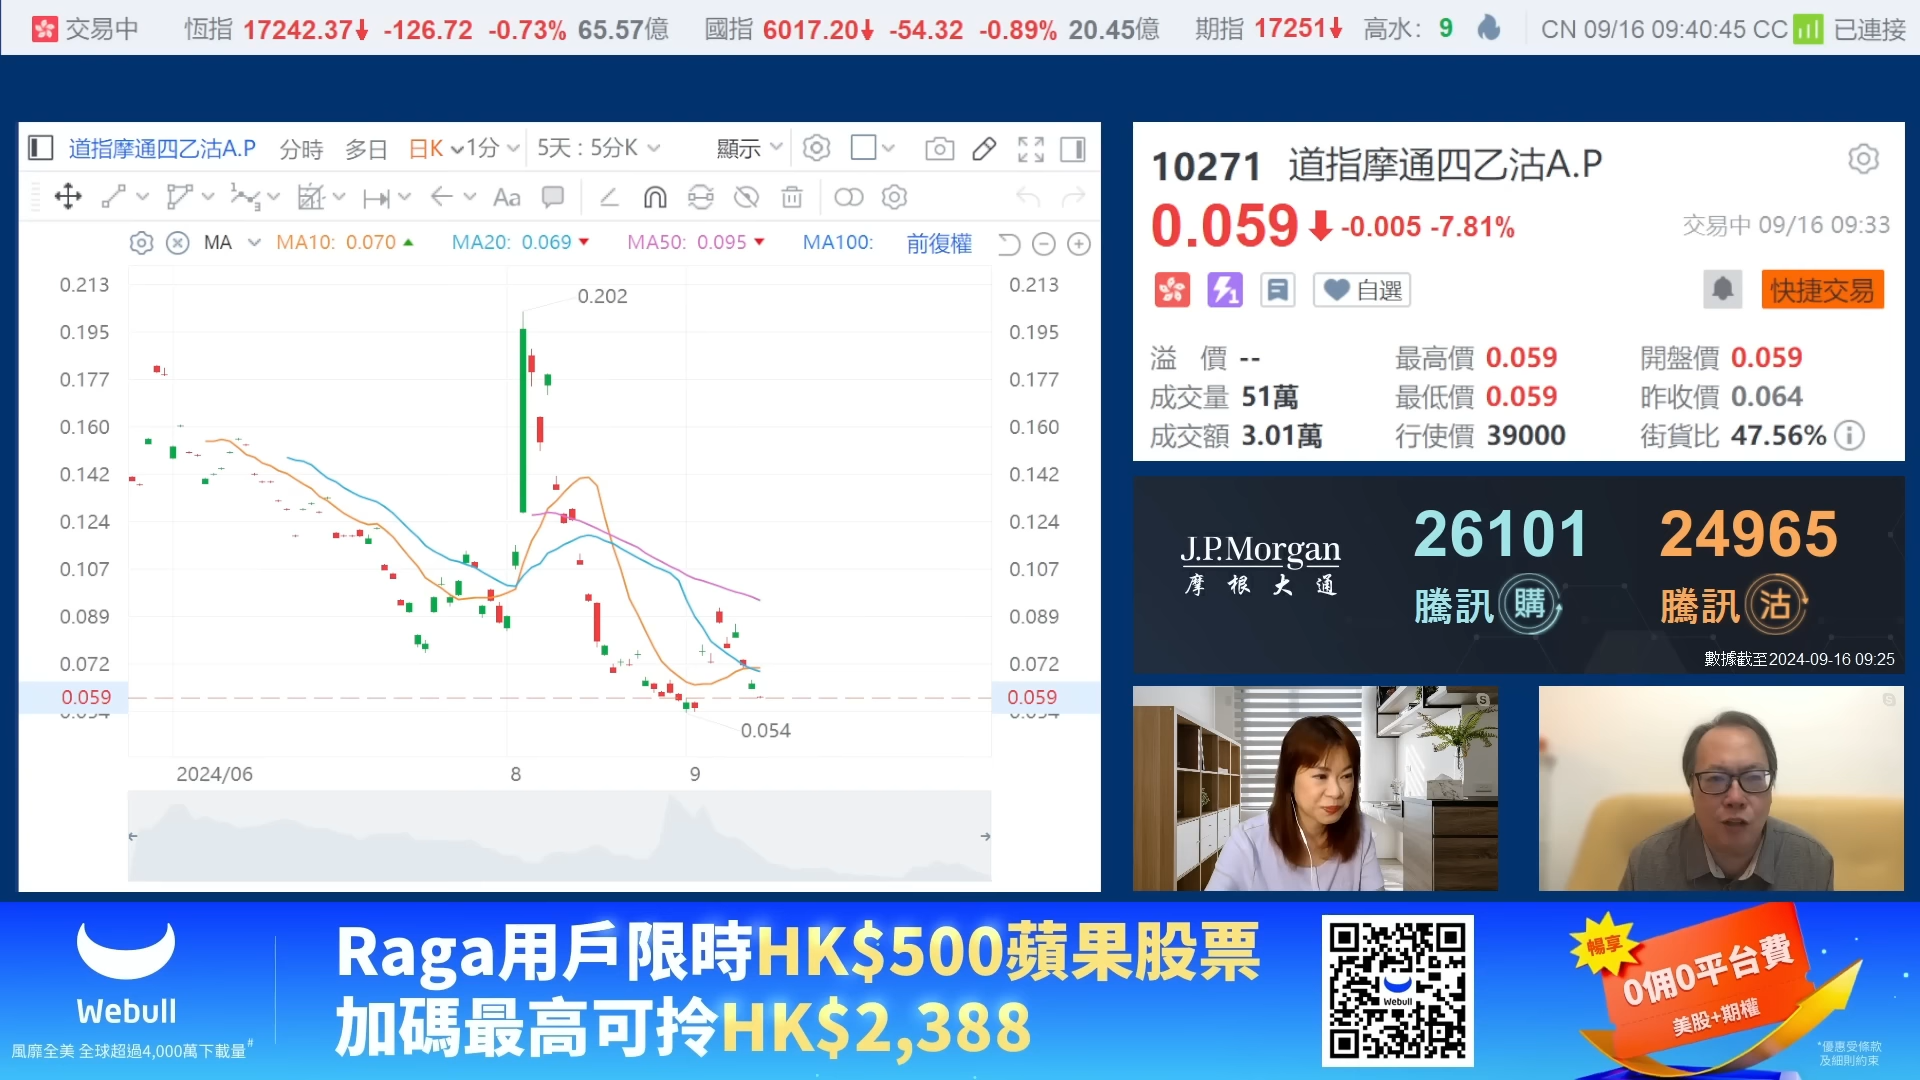 交易中 恆指 17242.37 -126.72 -0.73% 65.57億 國指 6017.20 -54.32 -0.89% 20.45億 期指 17251 高水: 9 CN 09/16 09:40:45 CC 已連接
道指摩通四乙沽A.P 分時 多日 日K 1分 5天 : 5分K 顯示
Aa
MA MA10: 0.070 MA20: 0.069 MA50: 0.095 MA100: 前復權
0.202
0.213 0.213
0.195 0.195
0.177 0.177
0.160 0.160
0.142 0.142
0.124 0.124
0.107 0.107
0.089 0.089
0.072 0.072
0.059 0.059
0.054
2024/06 8 9
10271 道指摩通四乙沽A.P
0.059 -0.005 -7.81% 交易中 09/16 09:33
自選 快捷交易
溢 價 -- 最高價 0.059 開盤價 0.059
成交量 51萬 最低價 0.059 昨收價 0.064
成交額 3.01萬 行使價 39000 街貨比 47.56%
J.P.Morgan
摩根大通
26101 24965
騰訊 購 騰訊 沽
數據截至2024-09-16 09:25
Webull
風靡全美 全球超過4,000萬下載量#
Raga用戶限時HK$500蘋果股票
加碼最高可拎HK$2,388
Webull
暢享
0佣0平台費
美股+期權
*優惠受條款
及細則約束